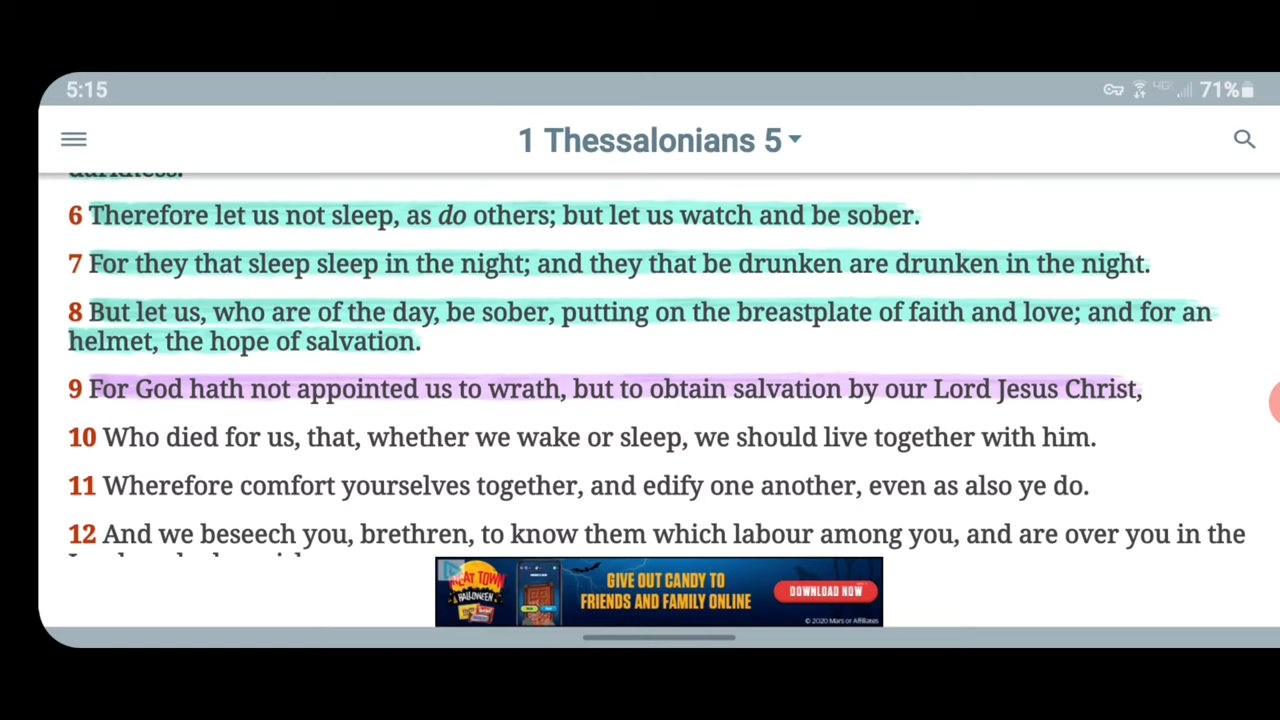 5:15
4G 71%
1 Thessalonians 5
darkness.
6 Therefore let us not sleep, as do others; but let us watch and be sober.
7 For they that sleep sleep in the night; and they that be drunken are drunken in the night.
8 But let us, who are of the day, be sober, putting on the breastplate of faith and love; and for an
helmet, the hope of salvation.
9 For God hath not appointed us to wrath, but to obtain salvation by our Lord Jesus Christ,
10 Who died for us, that, whether we wake or sleep, we should live together with him.
11 Wherefore comfort yourselves together, and edify one another, even as also ye do.
12 And we beseech you, brethren, to know them which labour among you, and are over you in the
TREAT TOWN
HALLOWEEN
GIVE OUT CANDY TO
FRIENDS AND FAMILY ONLINE
DOWNLOAD NOW
© 2020 Mars or Affiliates